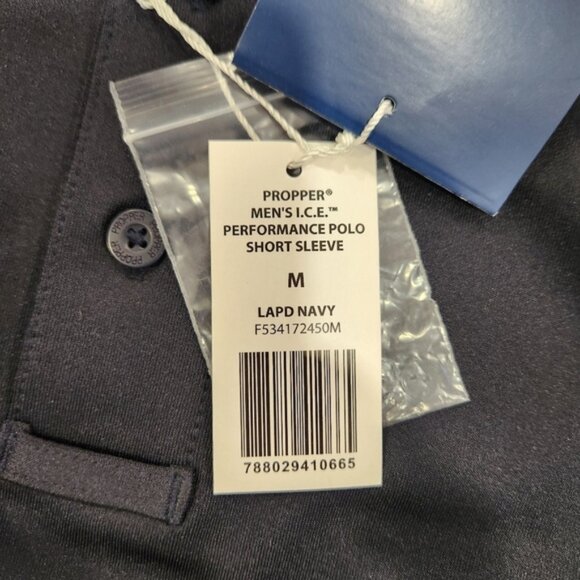 PROPPER®
MEN'S I.C.E.™
PERFORMANCE POLO
SHORT SLEEVE
M
LAPD NAVY
F534172450M
788029410665
PROPPER
PROPPER